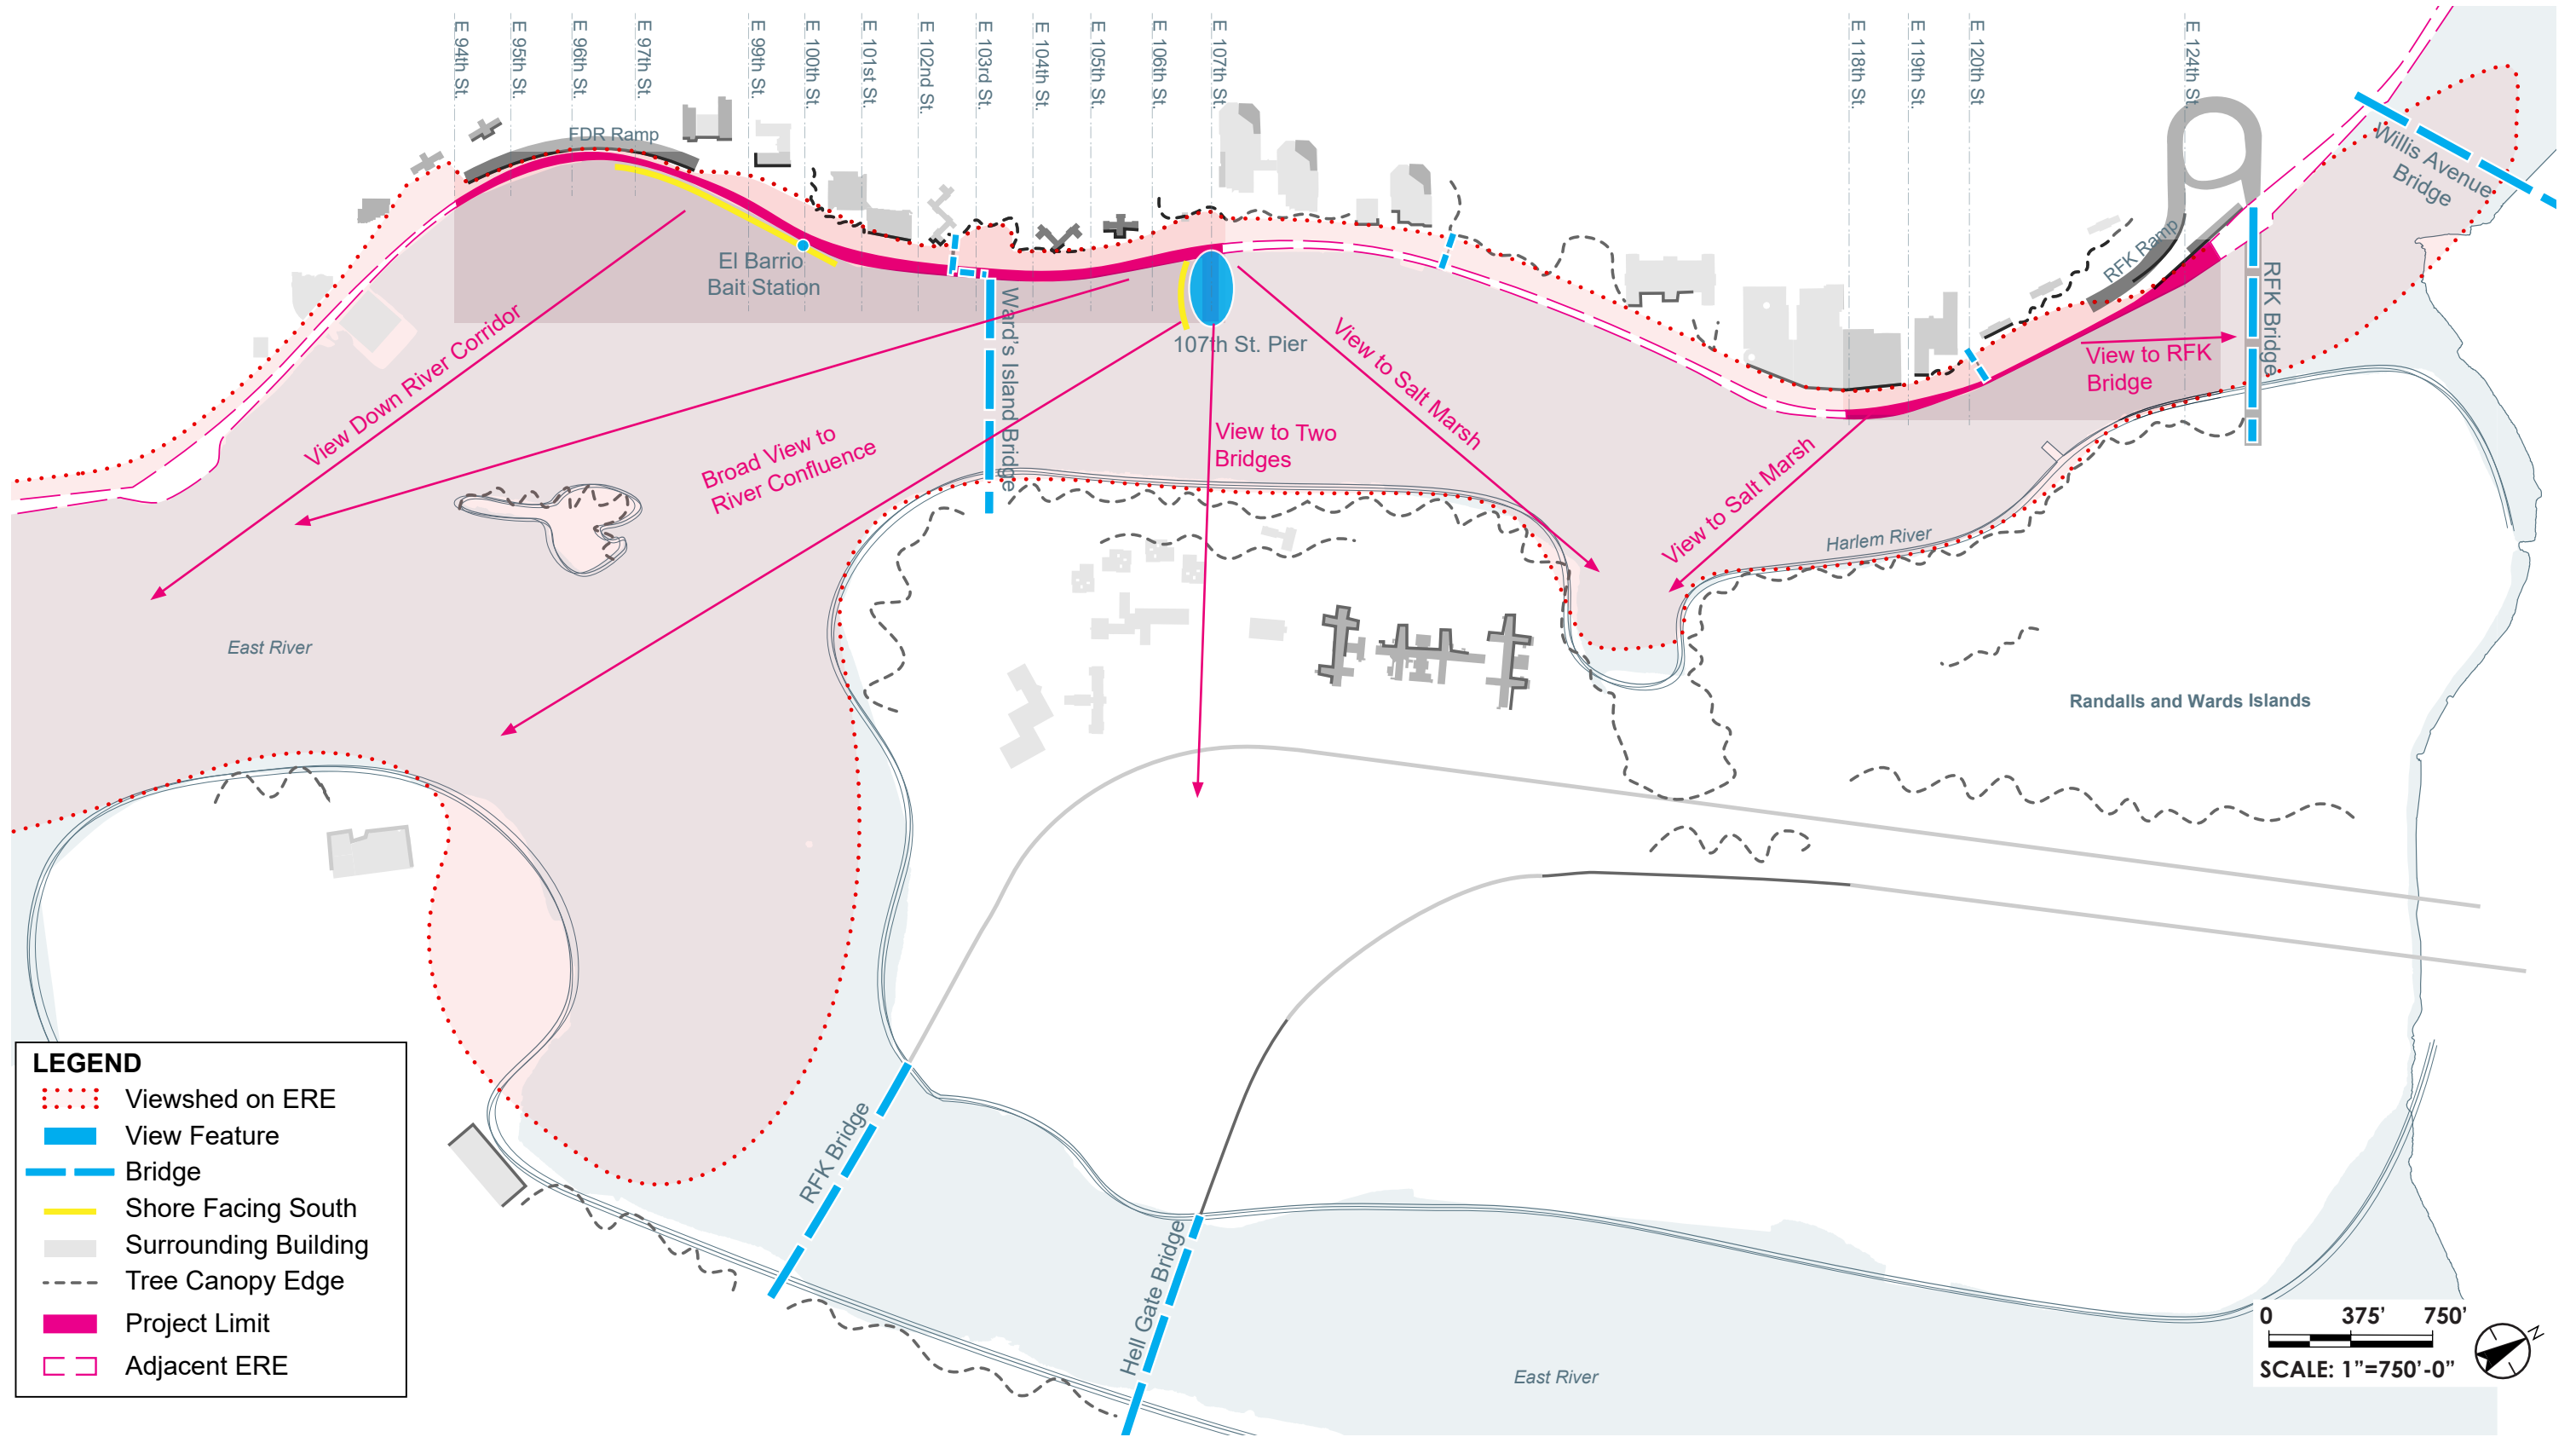 E 94th St.
E 95th St.
E 96th St.
E 97th St.
E 99th St.
E 100th St.
E 101st St.
E 102nd St.
E 103rd St.
E 104th St.
E 105th St.
E 106th St.
E 107th St.
E 118th St.
E 119th St.
E 120th St
E 124th St.
FDR Ramp
Willis Avenue
Bridge
RFK Ramp
El Barrio
Bait Station
Ward's Island Bridge
107th St. Pier
RFK Bridge
View Down River Corridor
Broad View to
River Confluence
View to Two
Bridges
View to Salt Marsh
View to Salt Marsh
View to RFK
Bridge
Harlem River
East River
Randalls and Wards Islands
RFK Bridge
Hell Gate Bridge
East River
LEGEND
Viewshed on ERE
View Feature
Bridge
Shore Facing South
Surrounding Building
Tree Canopy Edge
Project Limit
Adjacent ERE
0 375' 750'
SCALE: 1"=750'-0"
N